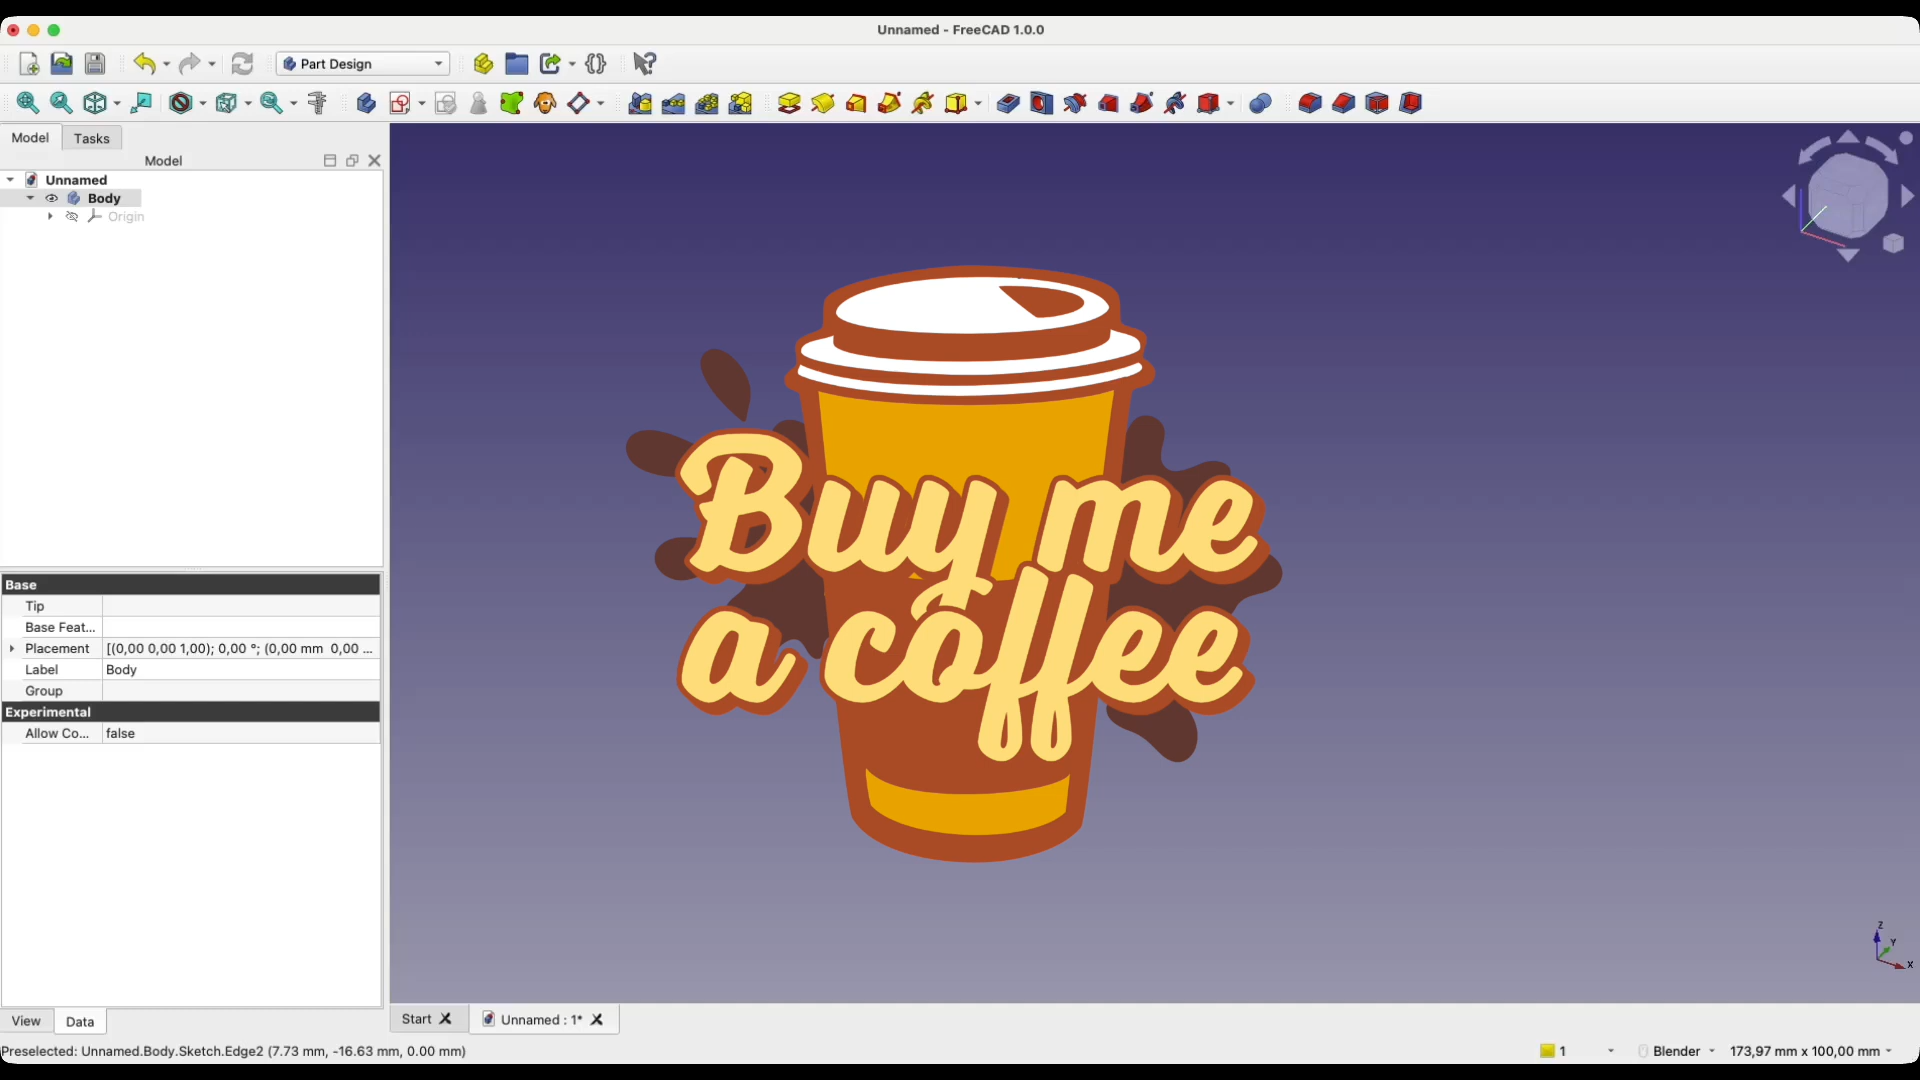 Unnamed - FreeCAD 1.0.0
Part Design
Model
Tasks
Model
Unnamed
Body
Origin
Base
Tip
Base Feat...
Placement [(0,00 0,00 1,00); 0,00 °; (0,00 mm 0,00 ...
Label Body
Group
Experimental
Allow Co... false
View
Data
Buy me
a coffee
Z
Y
X
Start
Unnamed : 1*
Preselected: Unnamed.Body.Sketch.Edge2 (7.73 mm, -16.63 mm, 0.00 mm)
1
Blender
173,97 mm x 100,00 mm